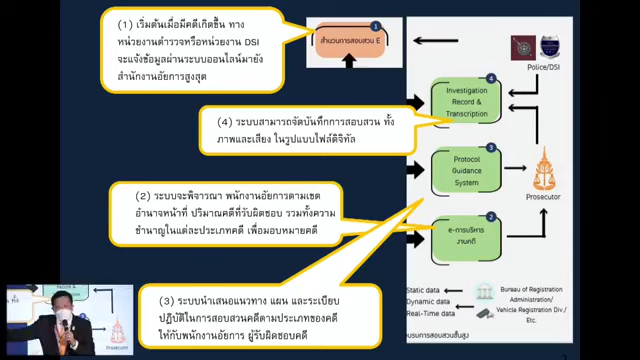 (1) เริ่มต้นเมื่อมีคดีเกิดขึ้น ทาง
หน่วยงานตำรวจหรือหน่วยงาน DSI
จะแจ้งข้อมูลผ่านระบบออนไลน์มายัง
สำนักงานอัยการสูงสุด
1
สำนวนการสอบสวน E
Police/DSI
4
Investigation
Record &
Transcription
(4) ระบบสามารถจัดบันทึกการสอบสวน ทั้ง
ภาพและเสียง ในรูปแบบไฟล์ดิจิทัล
3
Protocol
Guidance
System
Prosecutor
(2) ระบบจะพิจารณา พนักงานอัยการตามเขต
อำนาจหน้าที่ ปริมาณคดีที่รับผิดชอบ รวมทั้งความ
ชำนาญในแต่ละประเภทคดี เพื่อมอบหมายคดี
2
e-การบริหาร
งานคดี
(3) ระบบนำเสนอแนวทาง แผน และระเบียบ
ปฏิบัติในการสอบสวนคดีตามประเภทของคดี
ให้กับพนักงานอัยการ ผู้รับผิดชอบคดี
Static data
Dynamic data
Real-Time data
Bureau of Registration
Administration/
Vehicle Registration Div./
Etc.
บรมการสอบสวนชั้นสูง
Prosecutor